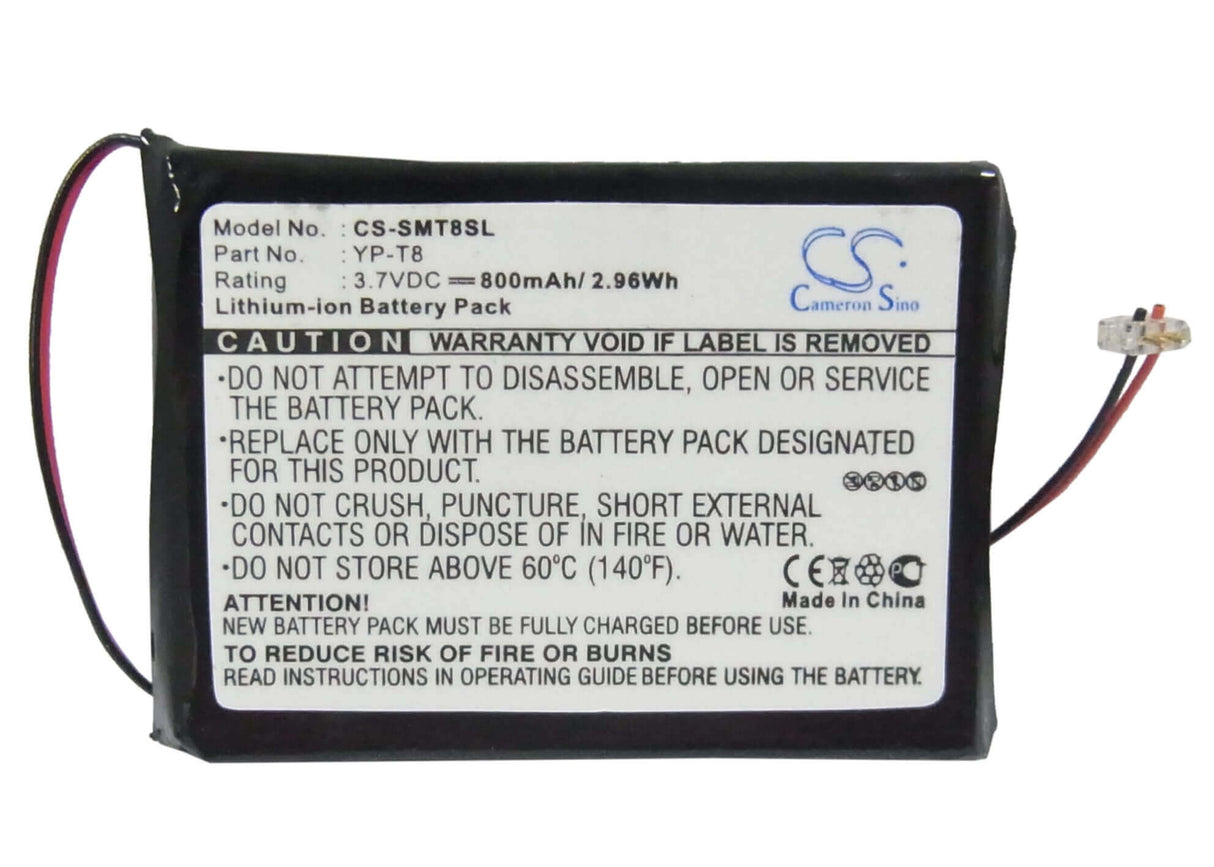 Model No. : CS-SMT8SL
Part No. : YP-T8
Rating : 3.7VDC 800mAh/ 2.96Wh
Lithium-ion Battery Pack
CS
Cameron Sino
CAUTION WARRANTY VOID IF LABEL IS REMOVED
·DO NOT ATTEMPT TO DISASSEMBLE, OPEN OR SERVICE
THE BATTERY PACK.
·REPLACE ONLY WITH THE BATTERY PACK DESIGNATED
FOR THIS PRODUCT.
·DO NOT CRUSH, PUNCTURE, SHORT EXTERNAL
CONTACTS OR DISPOSE OF IN FIRE OR WATER.
·DO NOT STORE ABOVE 60°C (140°F).
CE
Made In China
ATTENTION!
NEW BATTERY PACK MUST BE FULLY CHARGED BEFORE USE.
TO REDUCE RISK OF FIRE OR BURNS
READ INSTRUCTIONS IN OPERATING GUIDE BEFORE USING THE BATTERY.